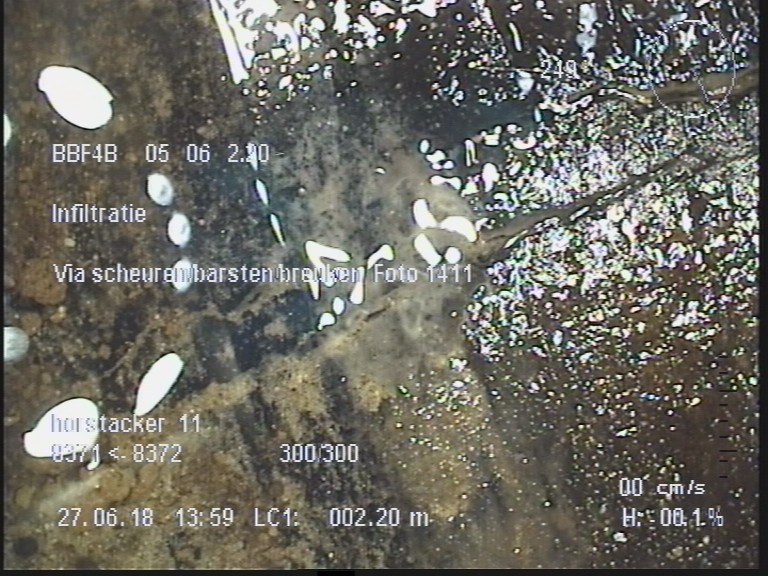 249°
BBF4B 05 06 2.20
Infiltratie
Via scheuren/barsten/breuken Foto 1411
horstacker 11
8371 <- 8372 300/300
00 cm/s
27.06.18 13:59 LC1: 002.20 m H: -00.1 %